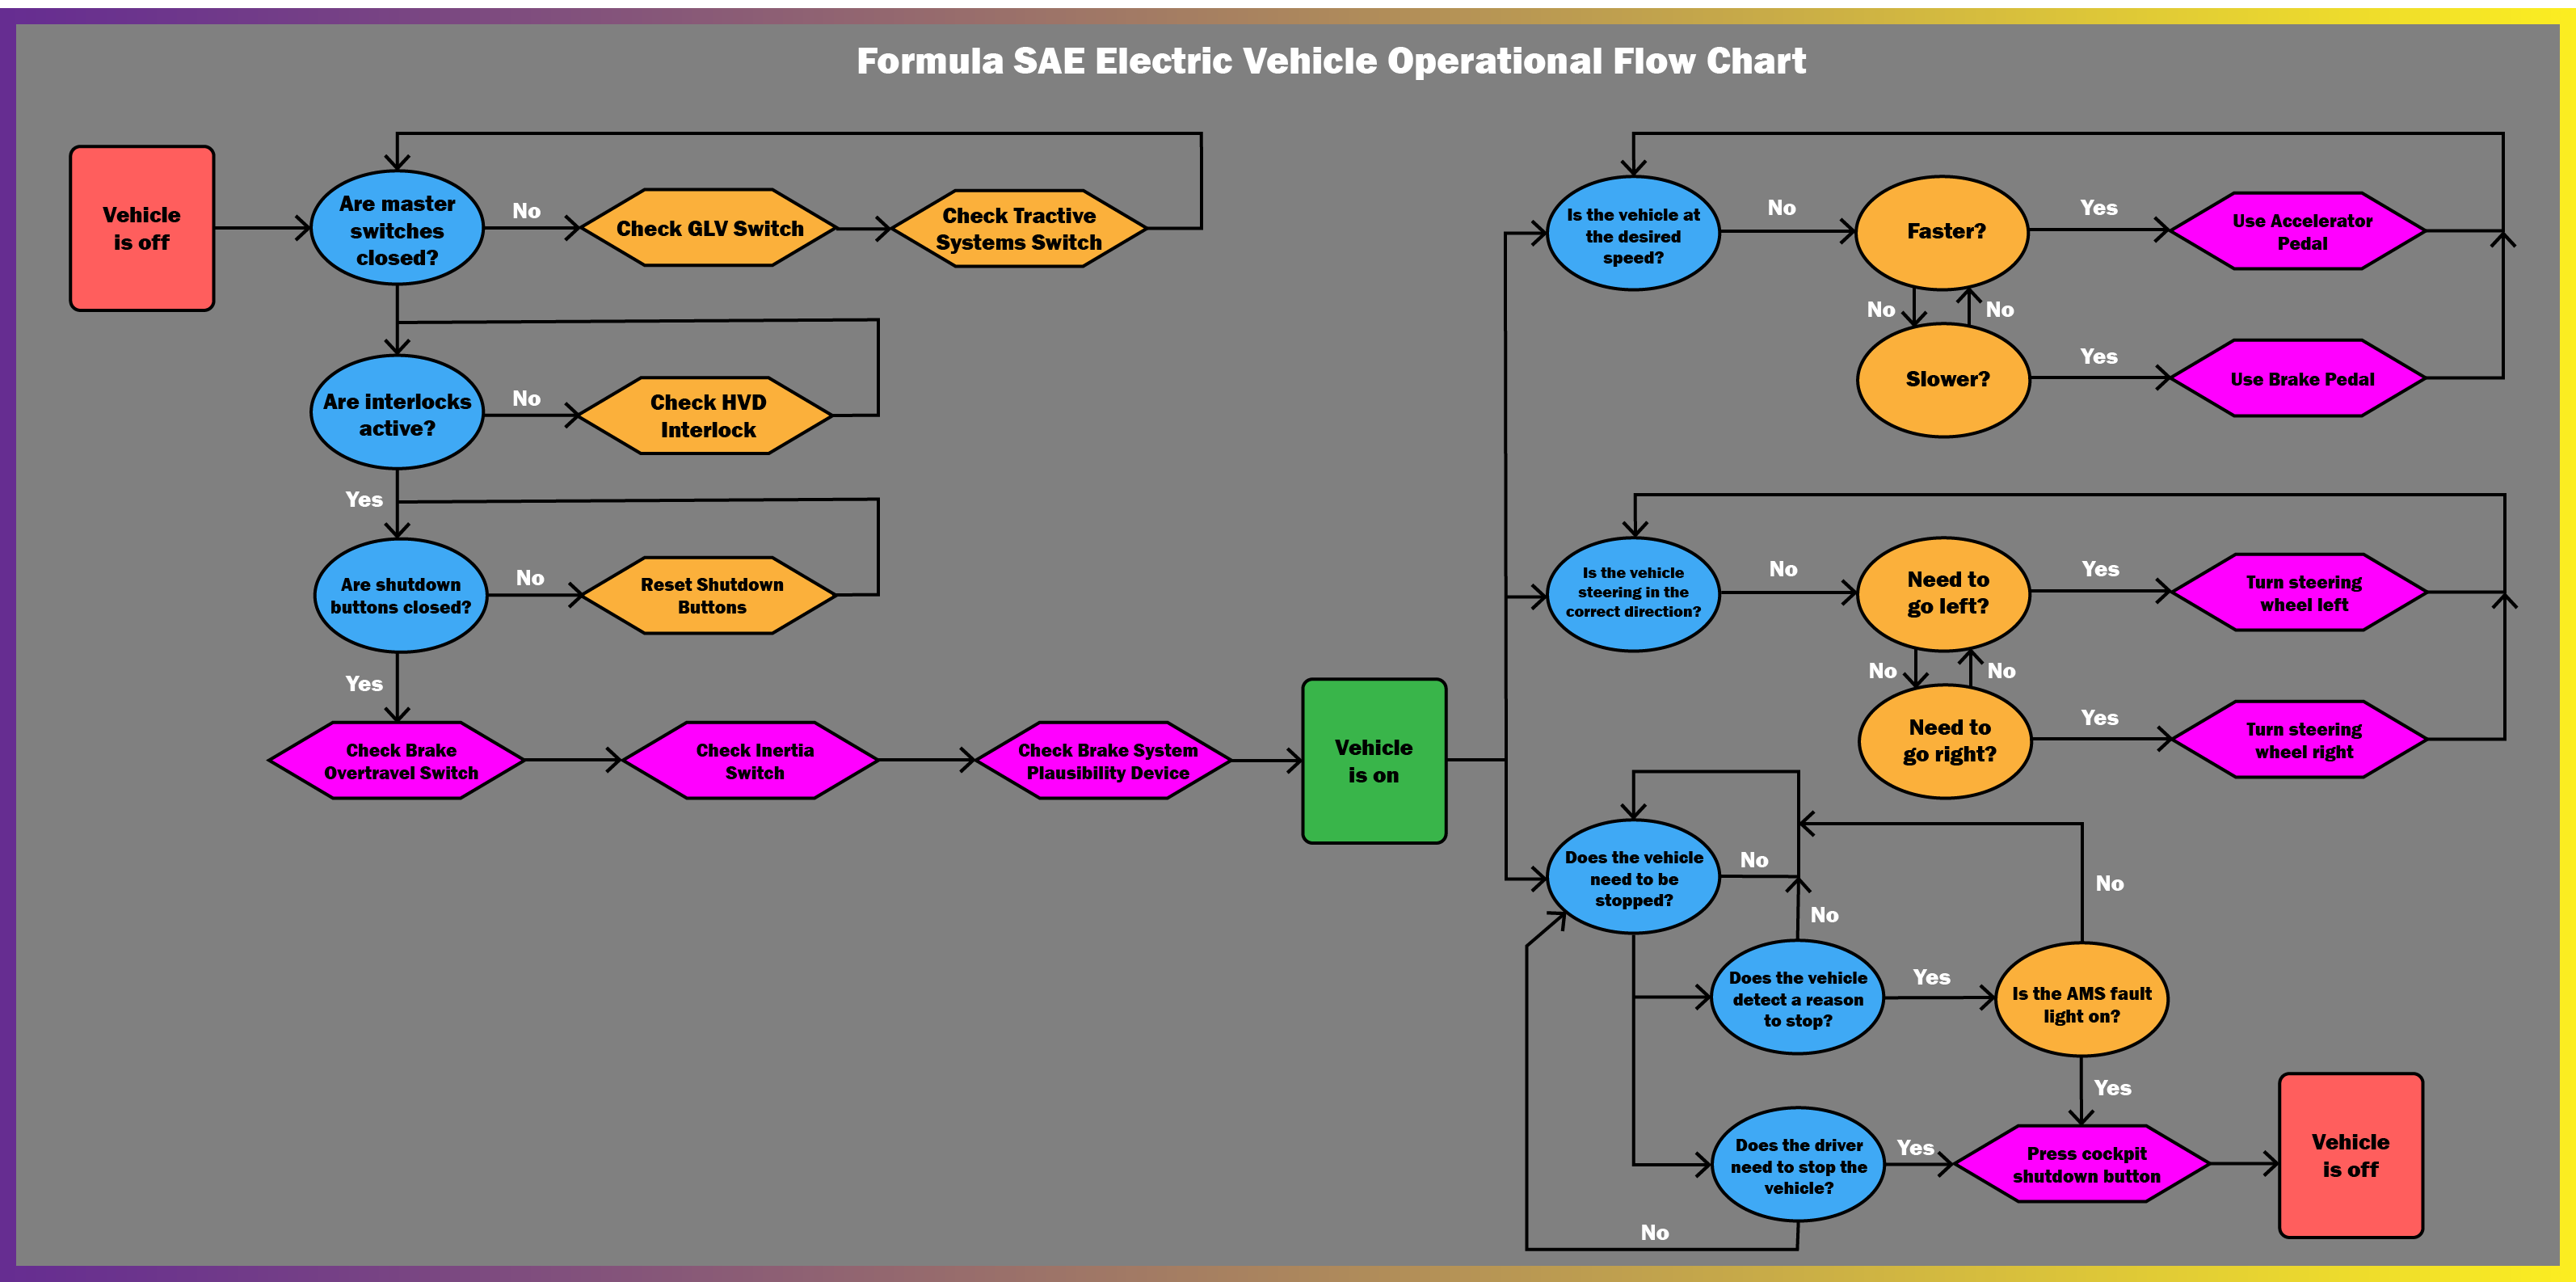 Formula SAE Electric Vehicle Operational Flow Chart
Vehicle
is off
Are master
switches
closed?
No
Check GLV Switch
Check Tractive
Systems Switch
Are interlocks
active?
No
Check HVD
Interlock
Yes
Are shutdown
buttons closed?
No
Reset Shutdown
Buttons
Yes
Check Brake
Overtravel Switch
Check Inertia
Switch
Check Brake System
Plausibility Device
Vehicle
is on
Is the vehicle at
the desired
speed?
No
Faster?
Yes
Use Accelerator
Pedal
No
No
Slower?
Yes
Use Brake Pedal
Is the vehicle
steering in the
correct direction?
No
Need to
go left?
Yes
Turn steering
wheel left
No
No
Need to
go right?
Yes
Turn steering
wheel right
Does the vehicle
need to be
stopped?
No
No
No
Does the vehicle
detect a reason
to stop?
Yes
Is the AMS fault
light on?
Yes
Does the driver
need to stop the
vehicle?
Yes
Press cockpit
shutdown button
Vehicle
is off
No